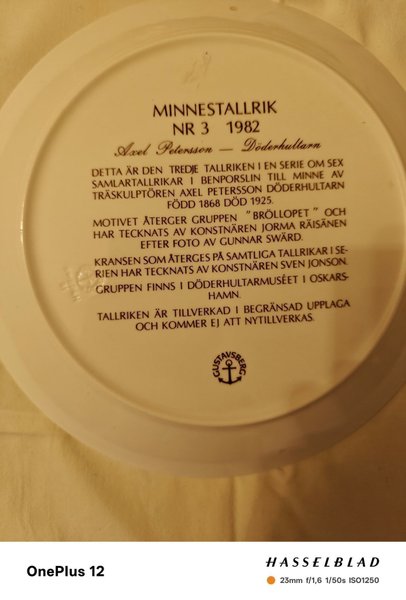 MINNESTALLRIK
NR 3 1982
Axel Petersson — Döderhultarn
DETTA ÄR DEN TREDJE TALLRIKEN I EN SERIE OM SEX
SAMLARTALLRIKAR I BENPORSLIN TILL MINNE AV
TRÄSKULPTÖREN AXEL PETERSSON DÖDERHULTARN
FÖDD 1868 DÖD 1925.
MOTIVET ÅTERGER GRUPPEN "BRÖLLOPET" OCH
HAR TECKNATS AV KONSTNÄREN JORMA RÄISÄNEN
EFTER FOTO AV GUNNAR SWÄRD.
KRANSEN SOM ÅTERGES PÅ SAMTLIGA TALLRIKAR I SE-
RIEN HAR TECKNATS AV KONSTNÄREN SVEN JONSON.
GRUPPEN FINNS I DÖDERHULTARMUSÉET I OSKARS-
HAMN.
TALLRIKEN ÄR TILLVERKAD I BEGRÄNSAD UPPLAGA
OCH KOMMER EJ ATT NYTILLVERKAS.
GUSTAVSBERG
OnePlus 12
HASSELBLAD
23mm f/1,6 1/50s ISO1250